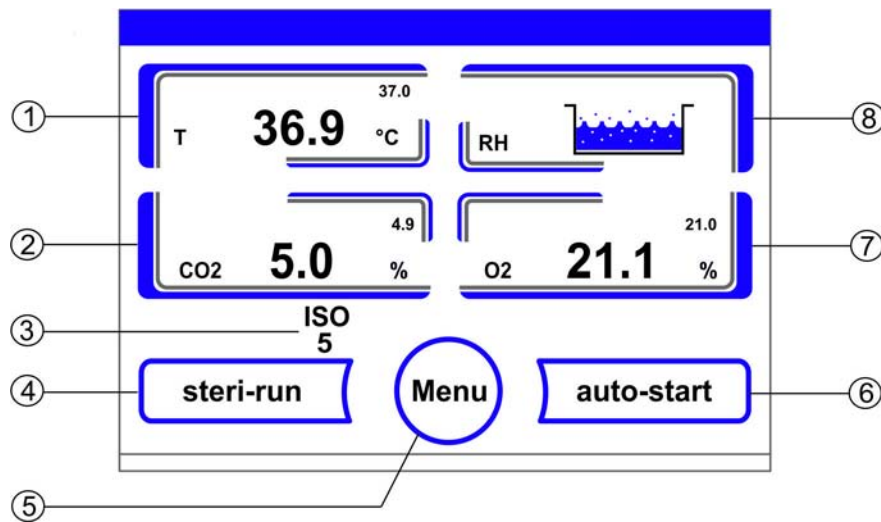 37.0
T 36.9 °C
RH
4.9
CO2 5.0 %
21.0
O2 21.1 %
ISO
5
steri-run
Menu
auto-start
1
2
3
4
5
6
7
8